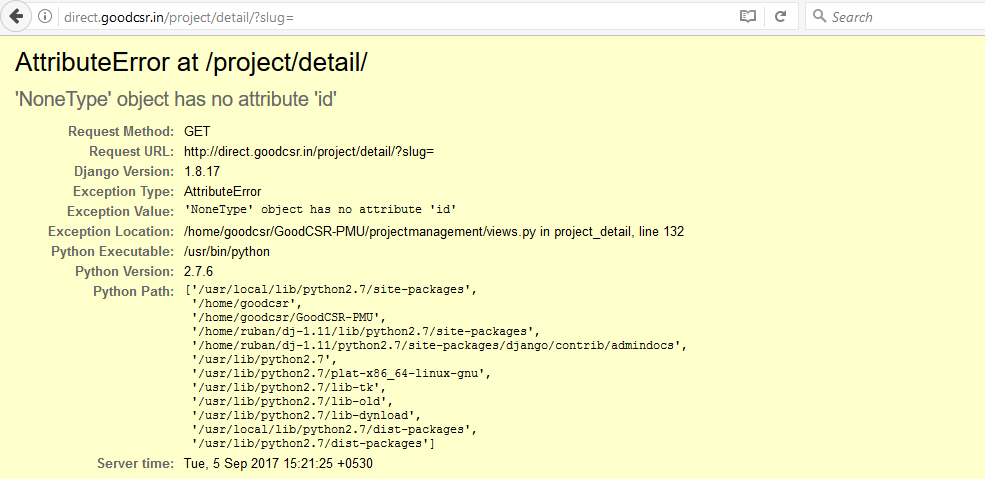 direct.goodcsr.in/project/detail/?slug=
Search
AttributeError at /project/detail/
'NoneType' object has no attribute 'id'
Request Method: GET
Request URL: http://direct.goodcsr.in/project/detail/?slug=
Django Version: 1.8.17
Exception Type: AttributeError
Exception Value: 'NoneType' object has no attribute 'id'
Exception Location: /home/goodcsr/GoodCSR-PMU/projectmanagement/views.py in project_detail, line 132
Python Executable: /usr/bin/python
Python Version: 2.7.6
Python Path: ['/usr/local/lib/python2.7/site-packages',
'/home/goodcsr',
'/home/goodcsr/GoodCSR-PMU',
'/home/ruban/dj-1.11/lib/python2.7/site-packages',
'/home/ruban/dj-1.11/python2.7/site-packages/django/contrib/admindocs',
'/usr/lib/python2.7',
'/usr/lib/python2.7/plat-x86_64-linux-gnu',
'/usr/lib/python2.7/lib-tk',
'/usr/lib/python2.7/lib-old',
'/usr/lib/python2.7/lib-dynload',
'/usr/local/lib/python2.7/dist-packages',
'/usr/lib/python2.7/dist-packages']
Server time: Tue, 5 Sep 2017 15:21:25 +0530